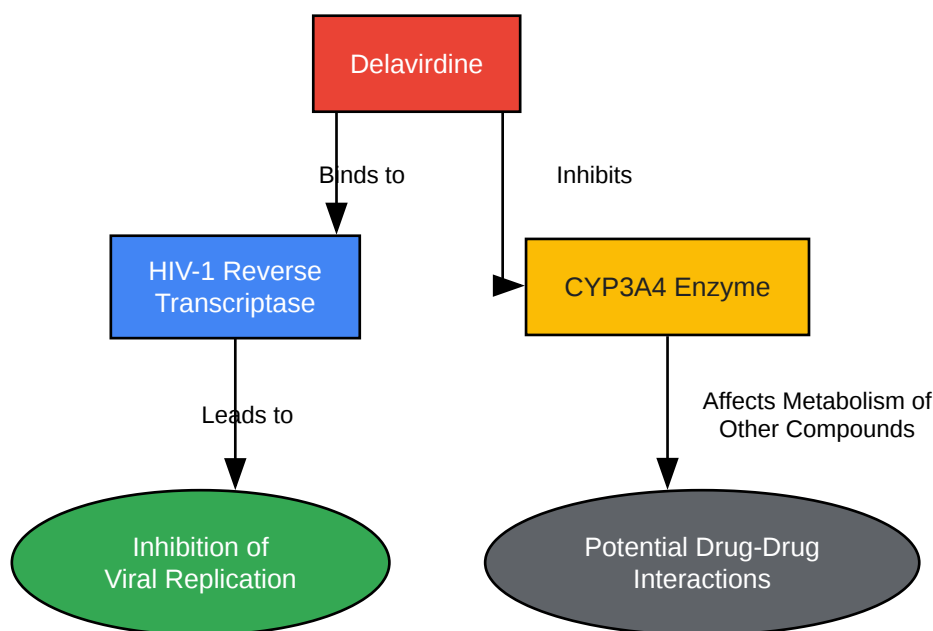 Delavirdine
Binds to
Inhibits
HIV-1 Reverse
Transcriptase
CYP3A4 Enzyme
Leads to
Affects Metabolism of
Other Compounds
Inhibition of
Viral Replication
Potential Drug-Drug
Interactions